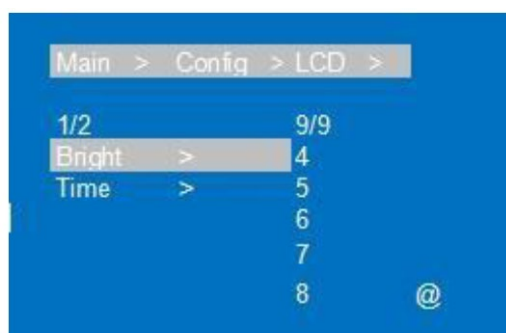 Main > Config > LCD >
1/2 9/9
Bright > 4
Time > 5
6
7
8 @